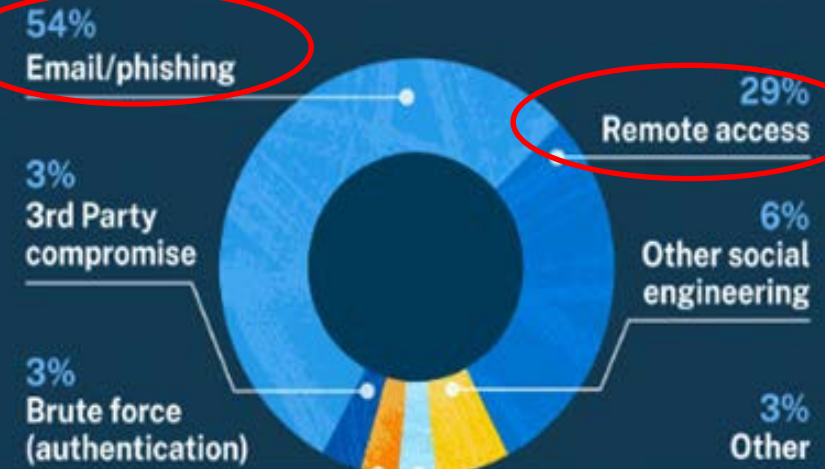 54%
Email/phishing
29%
Remote access
3%
3rd Party
compromise
6%
Other social
engineering
3%
Brute force
(authentication)
3%
Other